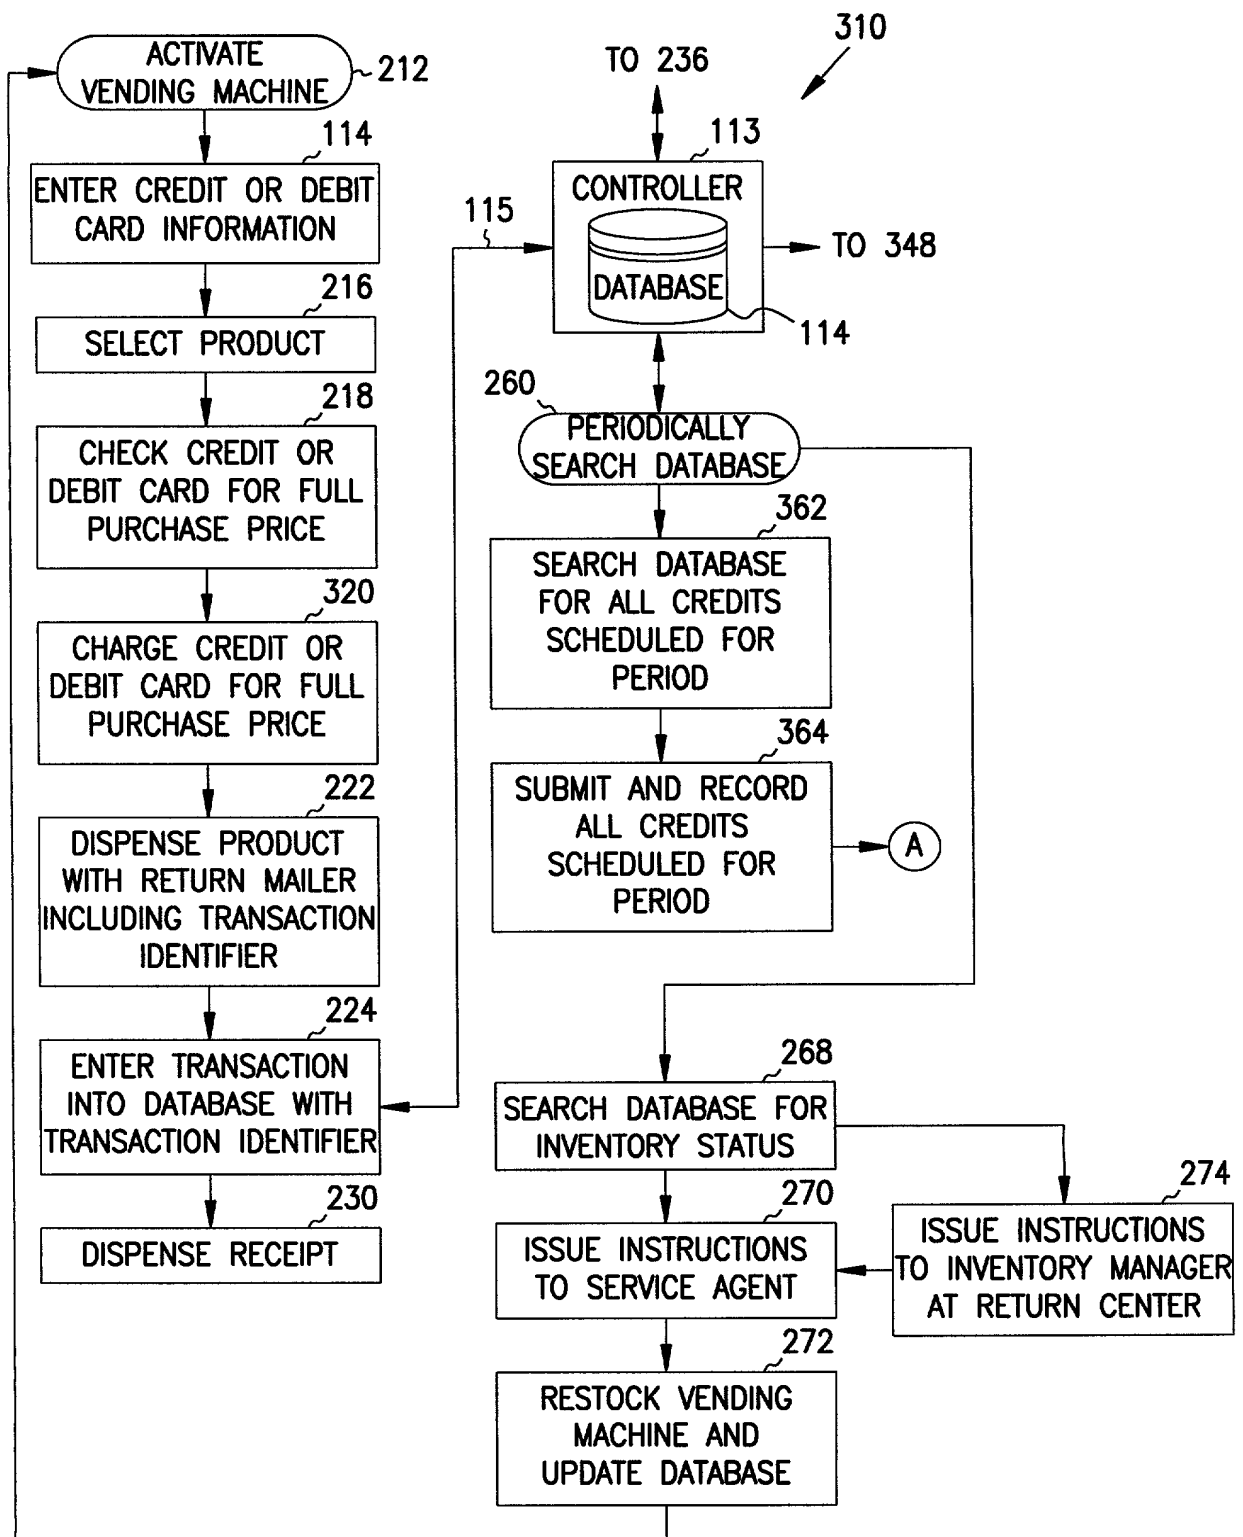 ACTIVATE
VENDING MACHINE
212
114
ENTER CREDIT OR DEBIT
CARD INFORMATION
216
SELECT PRODUCT
218
CHECK CREDIT OR
DEBIT CARD FOR FULL
PURCHASE PRICE
320
CHARGE CREDIT OR
DEBIT CARD FOR FULL
PURCHASE PRICE
222
DISPENSE PRODUCT
WITH RETURN MAILER
INCLUDING TRANSACTION
IDENTIFIER
224
ENTER TRANSACTION
INTO DATABASE WITH
TRANSACTION IDENTIFIER
230
DISPENSE RECEIPT
310
TO 236
113
CONTROLLER
115
DATABASE
TO 348
114
260
PERIODICALLY
SEARCH DATABASE
362
SEARCH DATABASE
FOR ALL CREDITS
SCHEDULED FOR
PERIOD
364
SUBMIT AND RECORD
ALL CREDITS
SCHEDULED FOR
PERIOD
A
268
SEARCH DATABASE FOR
INVENTORY STATUS
270
ISSUE INSTRUCTIONS
TO SERVICE AGENT
274
ISSUE INSTRUCTIONS
TO INVENTORY MANAGER
AT RETURN CENTER
272
RESTOCK VENDING
MACHINE AND
UPDATE DATABASE